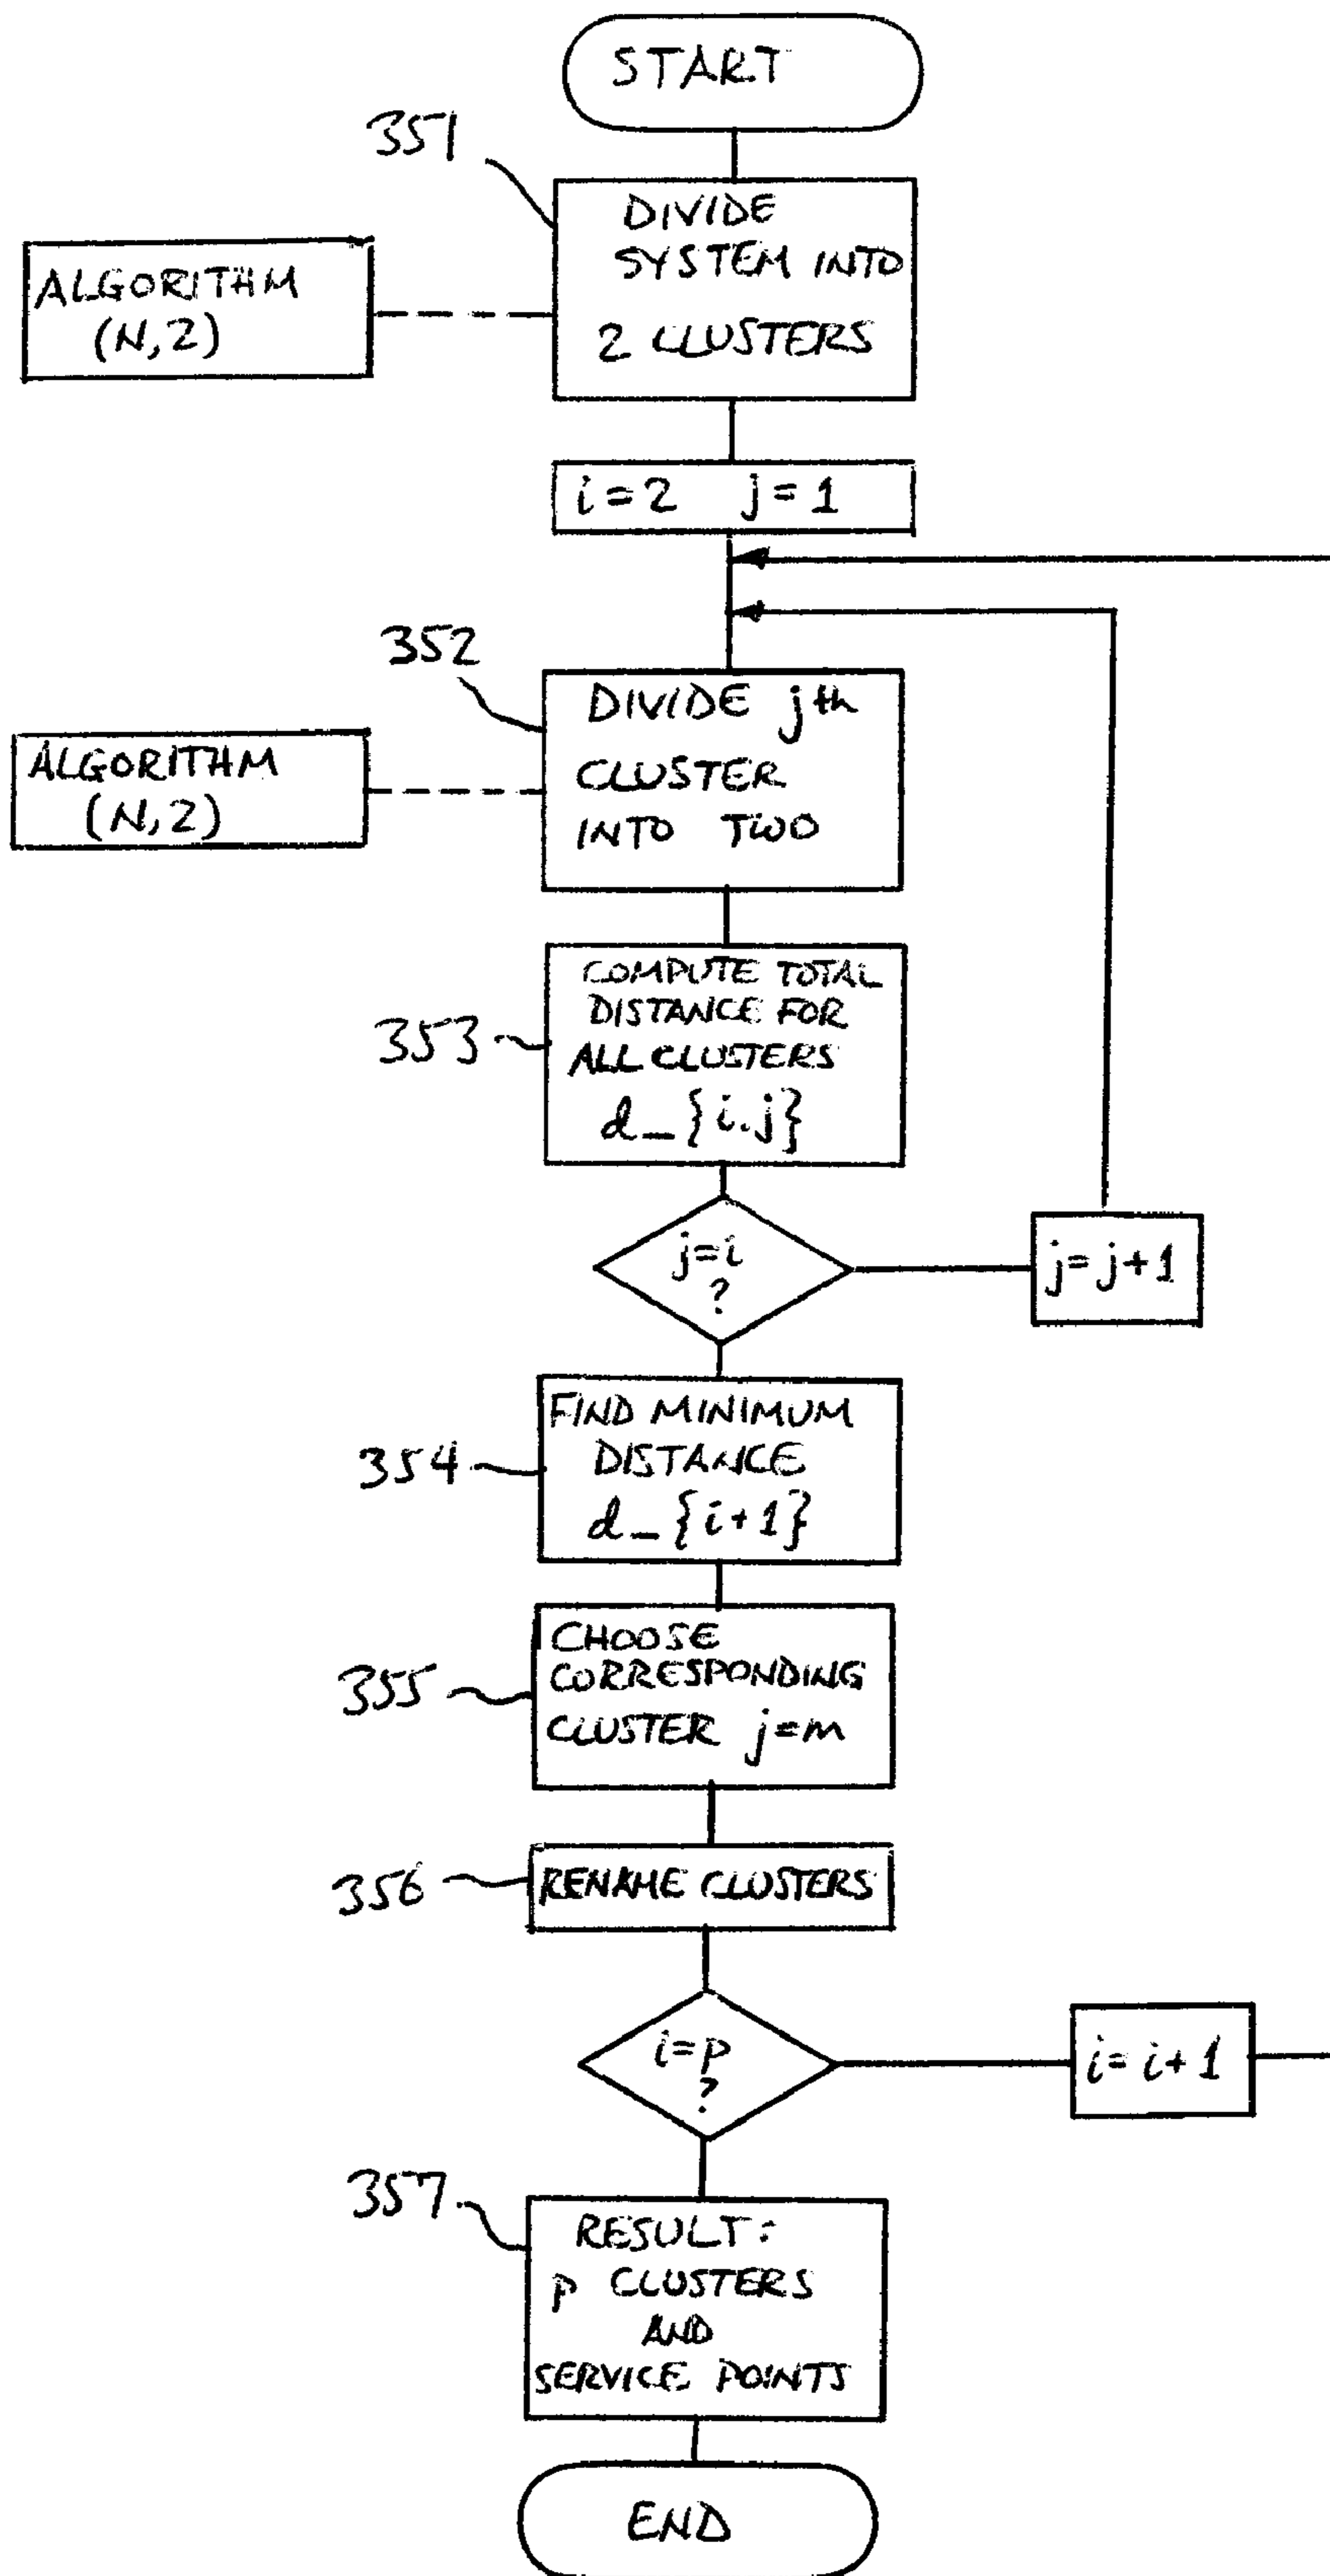 START
351
DIVIDE
SYSTEM INTO
2 CLUSTERS
ALGORITHM
(N,2)
i=2 j=1
352
DIVIDE jth
CLUSTER
INTO TWO
ALGORITHM
(N,2)
353
COMPUTE TOTAL
DISTANCE FOR
ALL CLUSTERS
d_{i.j}
j=i
?
j=j+1
354
FIND MINIMUM
DISTANCE
d_{i+1}
355
CHOOSE
CORRESPONDING
CLUSTER j=m
356
RENAME CLUSTERS
i=p
?
i=i+1
357
RESULT:
p CLUSTERS
AND
SERVICE POINTS
END